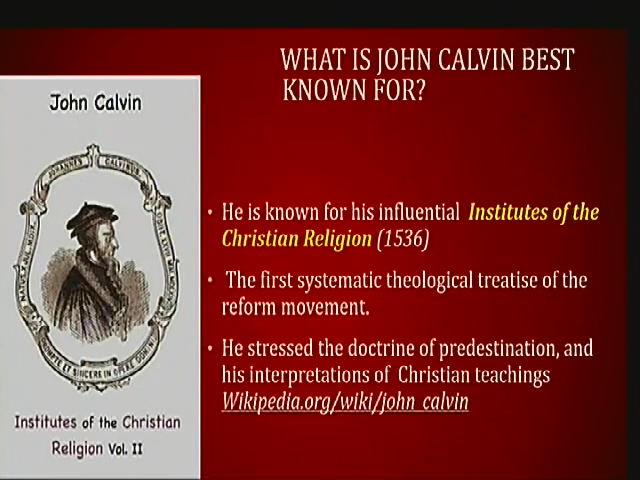 WHAT IS JOHN CALVIN BEST
KNOWN FOR?
John Calvin
JOHANNES CALVINUS
Institutes of the Christian
Religion Vol. II
• He is known for his influential Institutes of the
Christian Religion (1536)
• The first systematic theological treatise of the
reform movement.
• He stressed the doctrine of predestination, and
his interpretations of Christian teachings
Wikipedia.org/wiki/john_calvin